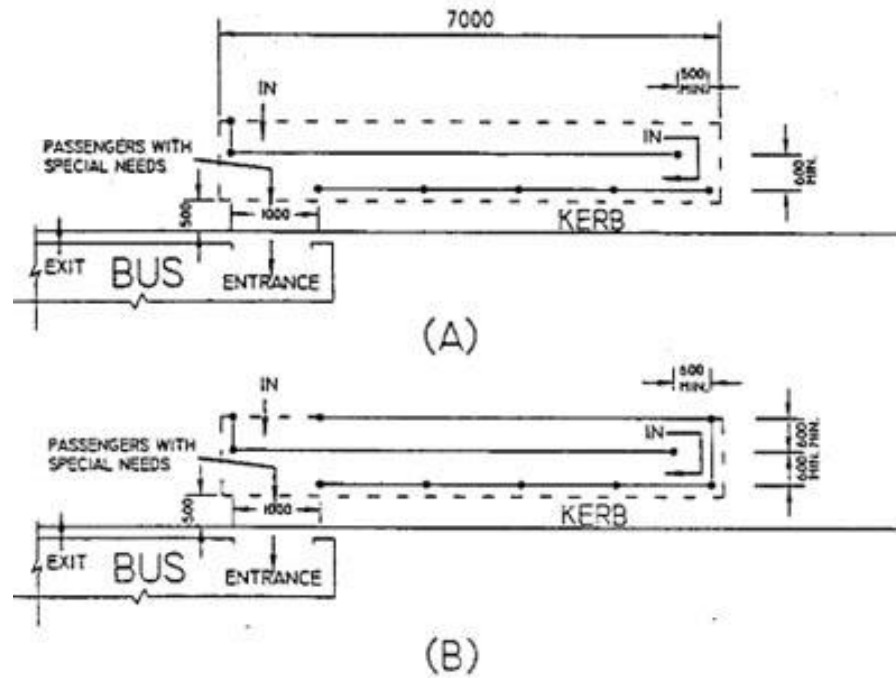 7000
500
MIN.
IN
PASSENGERS WITH
SPECIAL NEEDS
IN
600
MIN.
500
1000
KERB
EXIT
BUS
ENTRANCE
(A)
600
MIN.
IN
PASSENGERS WITH
SPECIAL NEEDS
IN
600
MIN.
600
MIN.
500
1000
KERB
EXIT
BUS
ENTRANCE
(B)